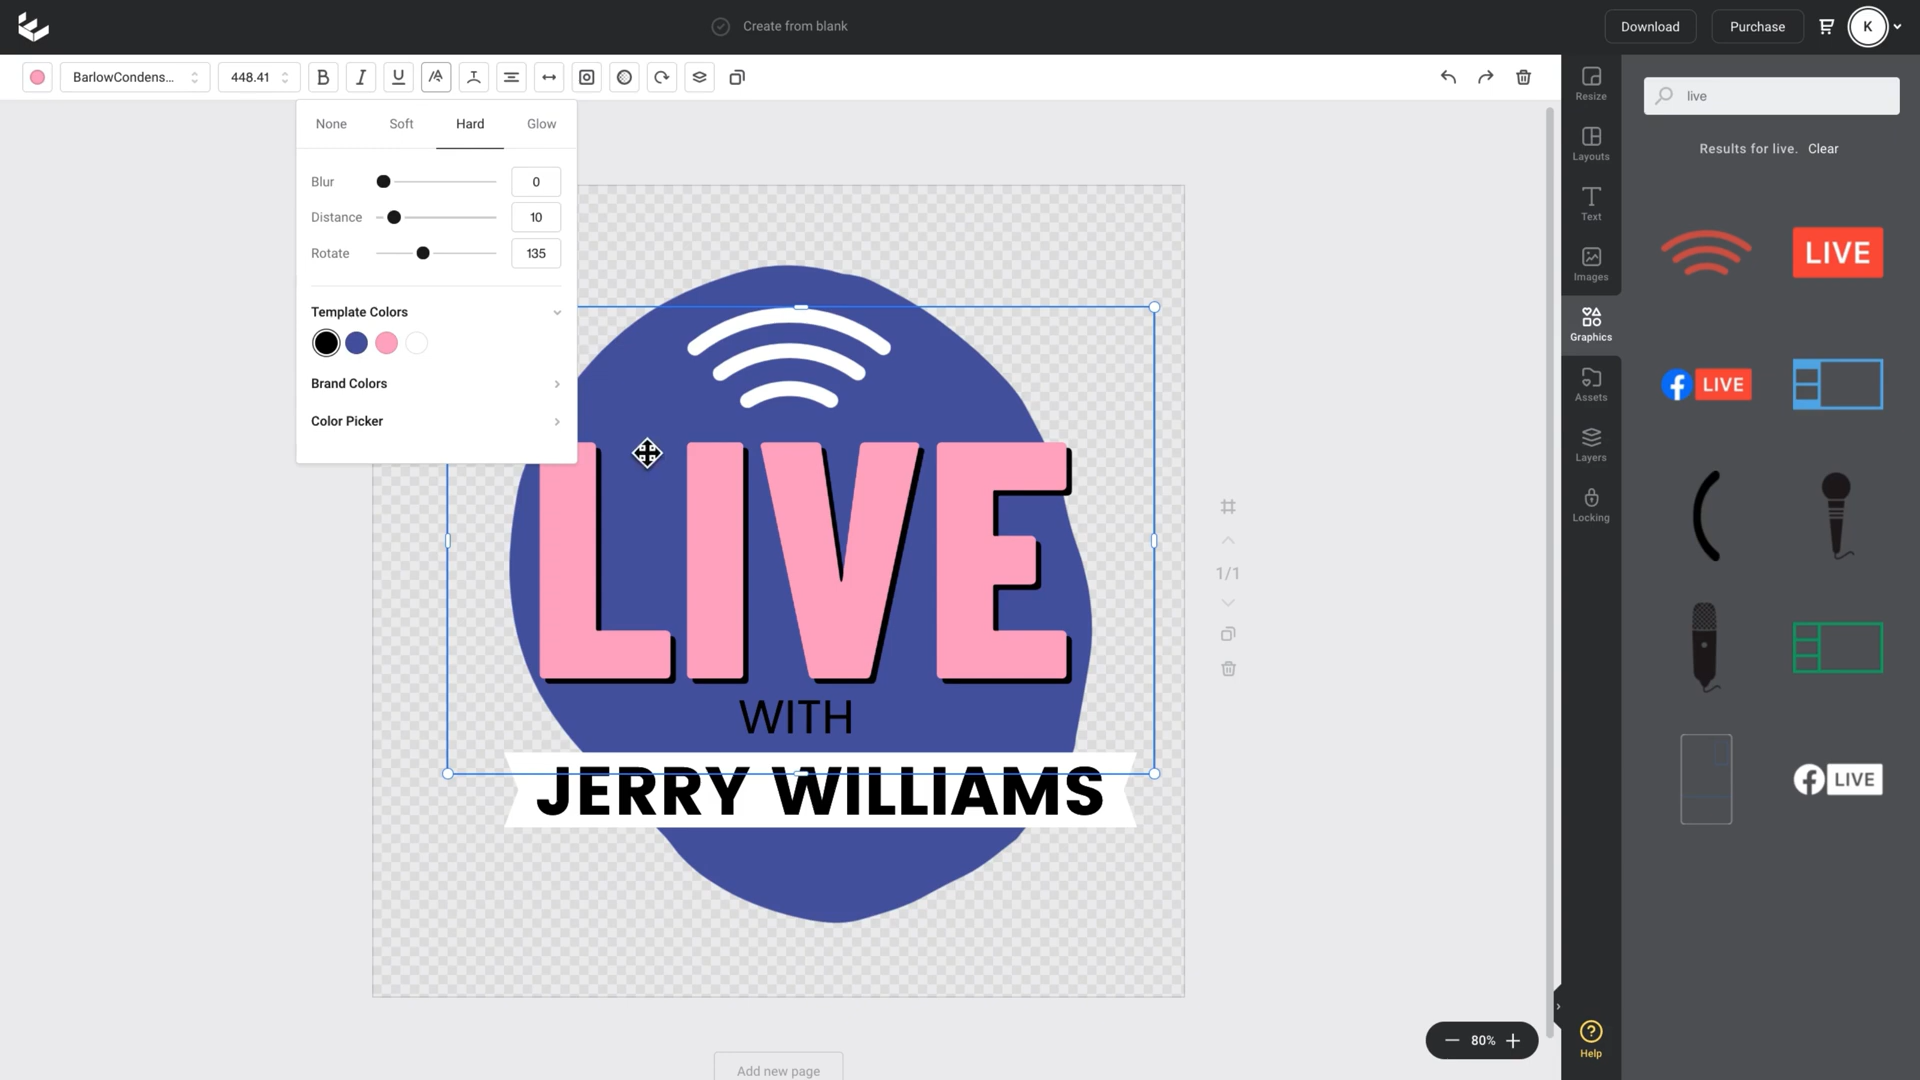 Create from blank
Download
Purchase
K
BarlowCondens...
448.41
B
I
U
None
Soft
Hard
Glow
Blur
0
Distance
10
Rotate
135
Template Colors
Brand Colors
Color Picker
LIVE
WITH
JERRY WILLIAMS
1/1
80%
Add new page
Resize
Layouts
Text
Images
Graphics
Assets
Layers
Locking
Help
live
Results for live. Clear
LIVE
LIVE
LIVE